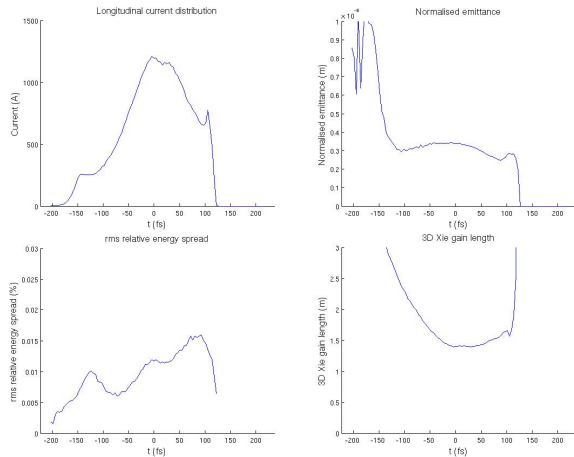 Longitudinal current distribution
1500
1000
500
0
Current (A)
-200 -150 -100 -50 0 50 100 150 200
t (fs)
Normalised emittance
x 10^-6
1
0.9
0.8
0.7
0.6
0.5
0.4
0.3
0.2
0.1
0
Normalised emittance (m)
-200 -150 -100 -50 0 50 100 150 200
t (fs)
rms relative energy spread
0.03
0.025
0.02
0.015
0.01
0.005
0
rms relative energy spread (%)
-200 -150 -100 -50 0 50 100 150 200
t (fs)
3D Xie gain length
3
2.5
2
1.5
1
0.5
0
3D Xie gain length (m)
-200 -150 -100 -50 0 50 100 150 200
t (fs)